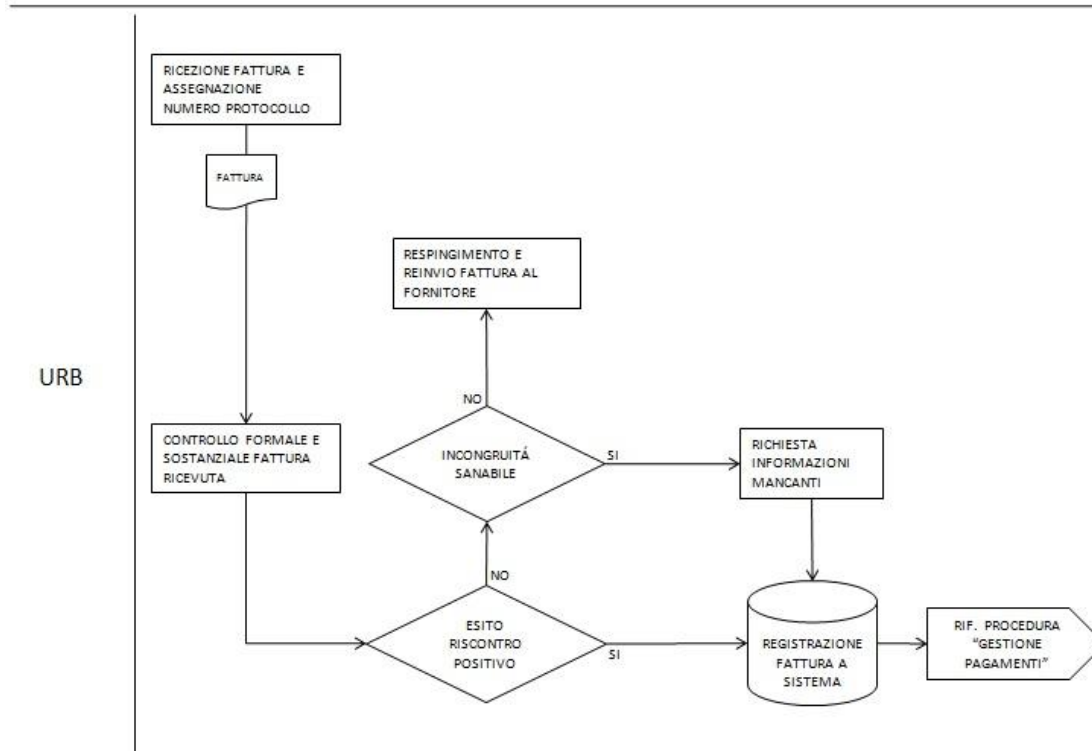 RICEZIONE FATTURA E
ASSEGNAZIONE
NUMERO PROTOCOLLO
FATTURA
RESPINGIMENTO E
REINVIO FATTURA AL
FORNITORE
URB
NO
CONTROLLO FORMALE E
SOSTANZIALE FATTURA
RICEVUTA
INCONGRUITÁ
SANABILE
SI
RICHIESTA
INFORMAZIONI
MANCANTI
NO
ESITO
RISCONTRO
POSITIVO
SI
REGISTRAZIONE
FATTURA A
SISTEMA
RIF. PROCEDURA
"GESTIONE
PAGAMENTI"